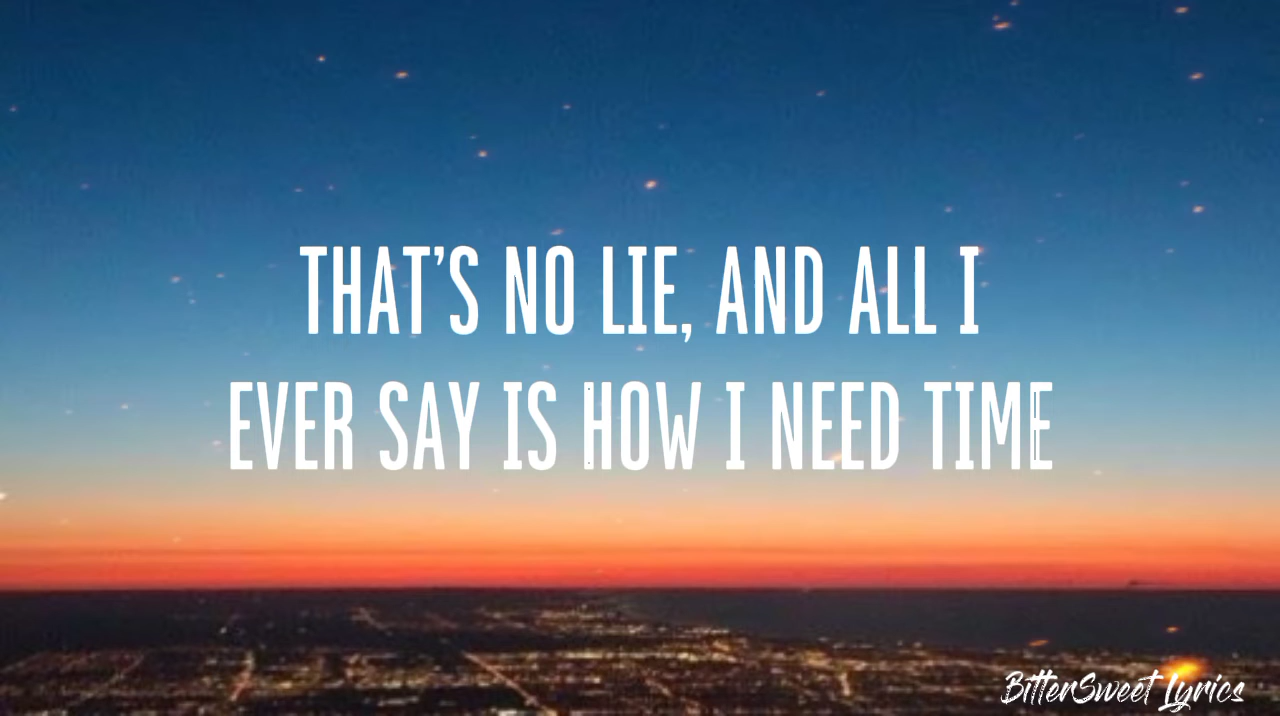 THAT'S NO LIE, AND ALL I
EVER SAY IS HOW I NEED TIME
BitterSweet Lyrics